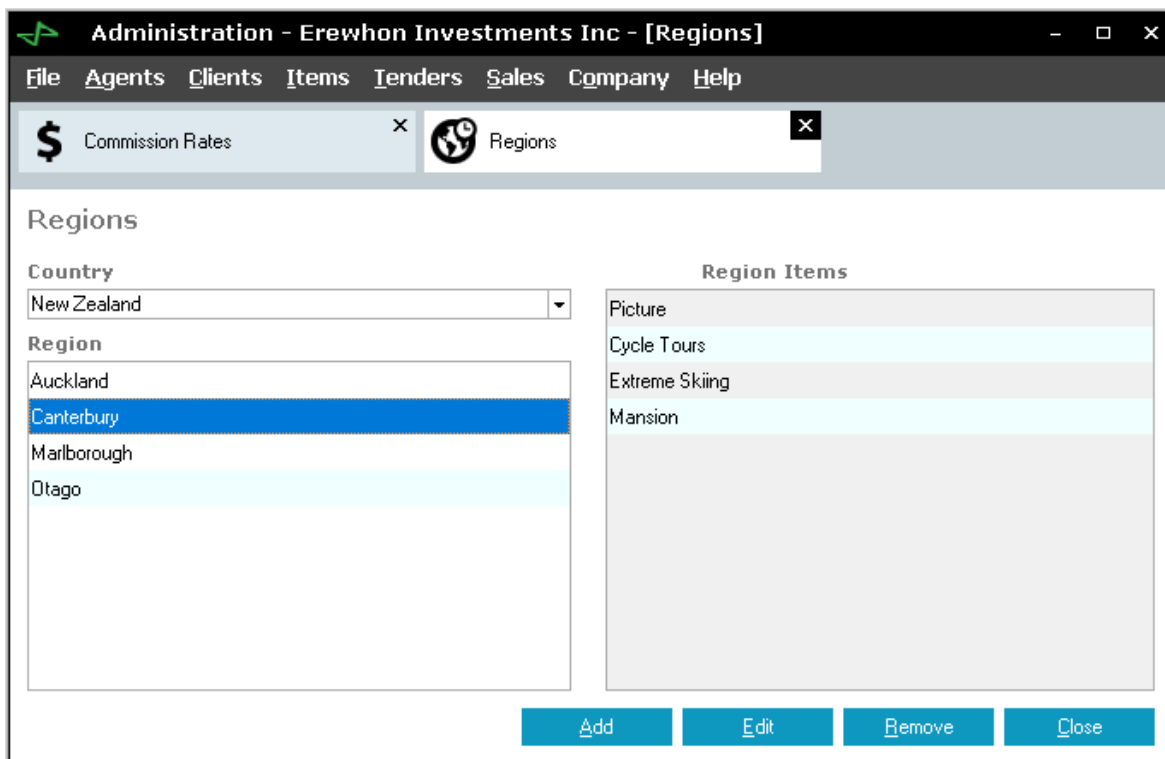 Administration - Erewhon Investments Inc - [Regions]
File Agents Clients Items Tenders Sales Company Help
Commission Rates
Regions
Regions
Country
New Zealand
Region
Auckland
Canterbury
Marlborough
Otago
Region Items
Picture
Cycle Tours
Extreme Skiing
Mansion
Add Edit Remove Close